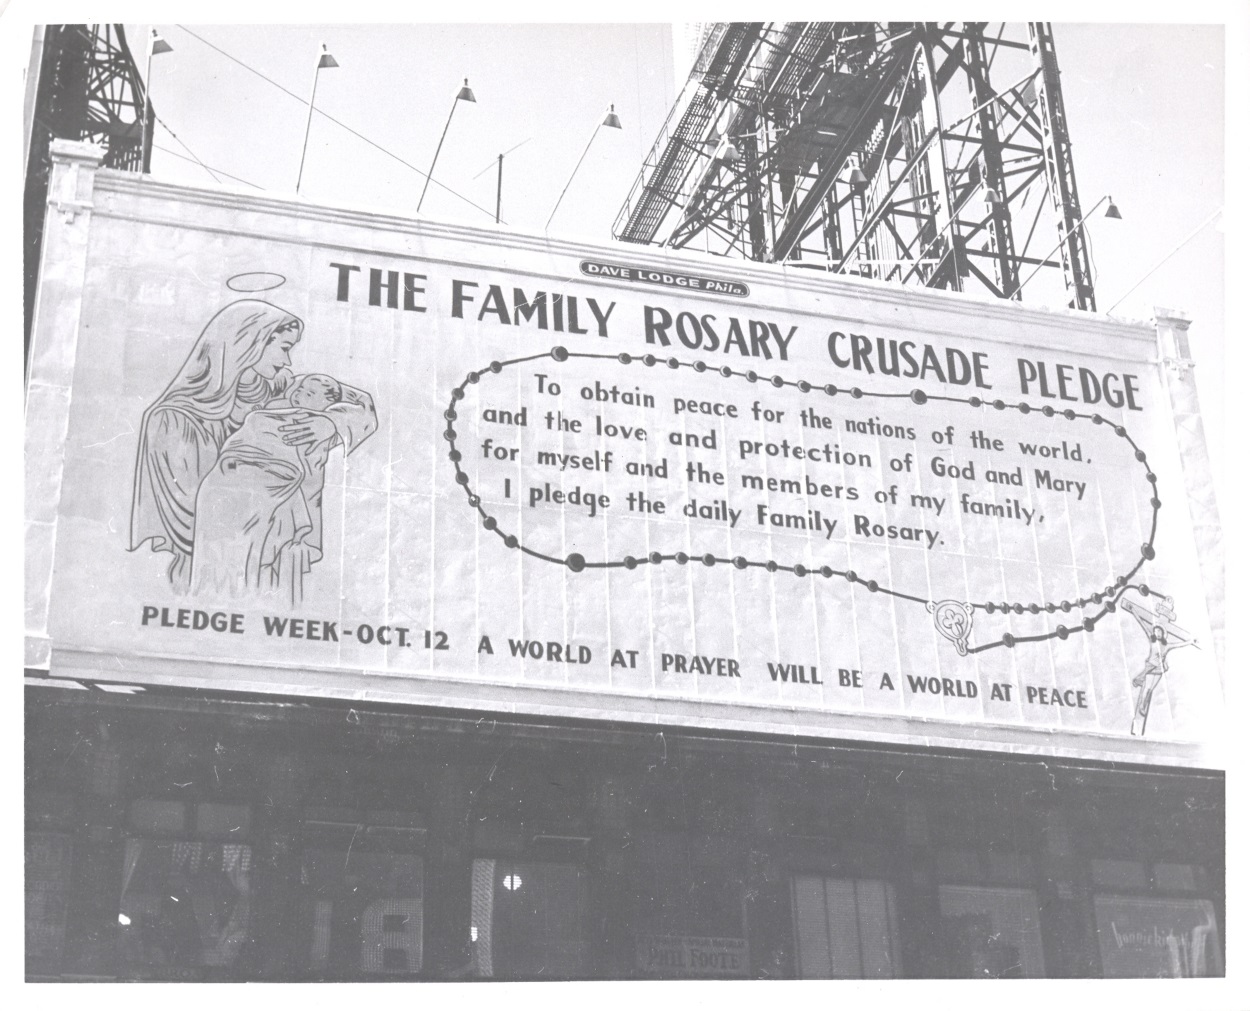 DAVE LODGE Phila.
THE FAMILY ROSARY CRUSADE PLEDGE
To obtain peace for the nations of the world,
and the love and protection of God and Mary
for myself and the members of my family,
I pledge the daily Family Rosary.
PLEDGE WEEK-OCT. 12 A WORLD AT PRAYER WILL BE A WORLD AT PEACE
PHIL FOOTE